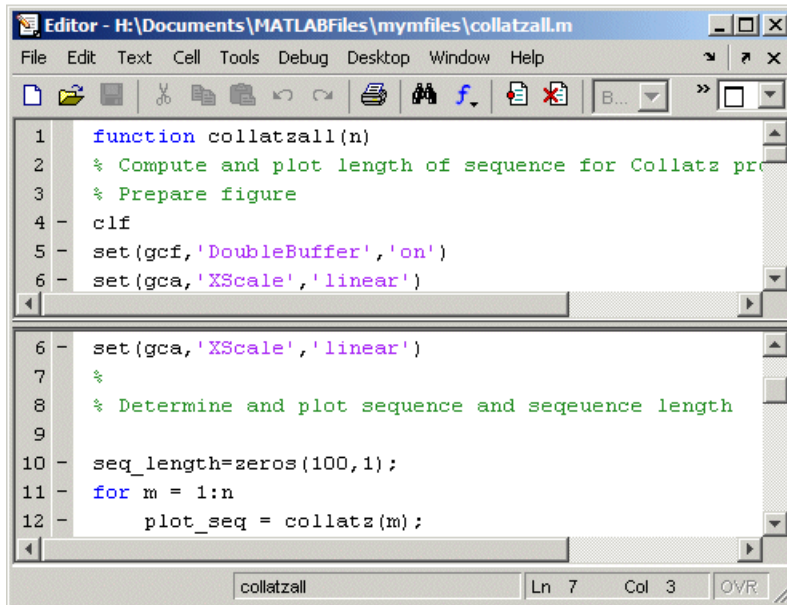 Editor - H:\Documents\MATLABFiles\mymfiles\collatzall.m
File Edit Text Cell Tools Debug Desktop Window Help
B... »
1 function collatzall(n)
2 % Compute and plot length of sequence for Collatz pro
3 % Prepare figure
4 - clf
5 - set(gcf,'DoubleBuffer','on')
6 - set(gca,'XScale','linear')
6 - set(gca,'XScale','linear')
7 %
8 % Determine and plot sequence and seqeuence length
9
10 - seq_length=zeros(100,1);
11 - for m = 1:n
12 - plot_seq = collatz(m);
collatzall Ln 7 Col 3 OVR